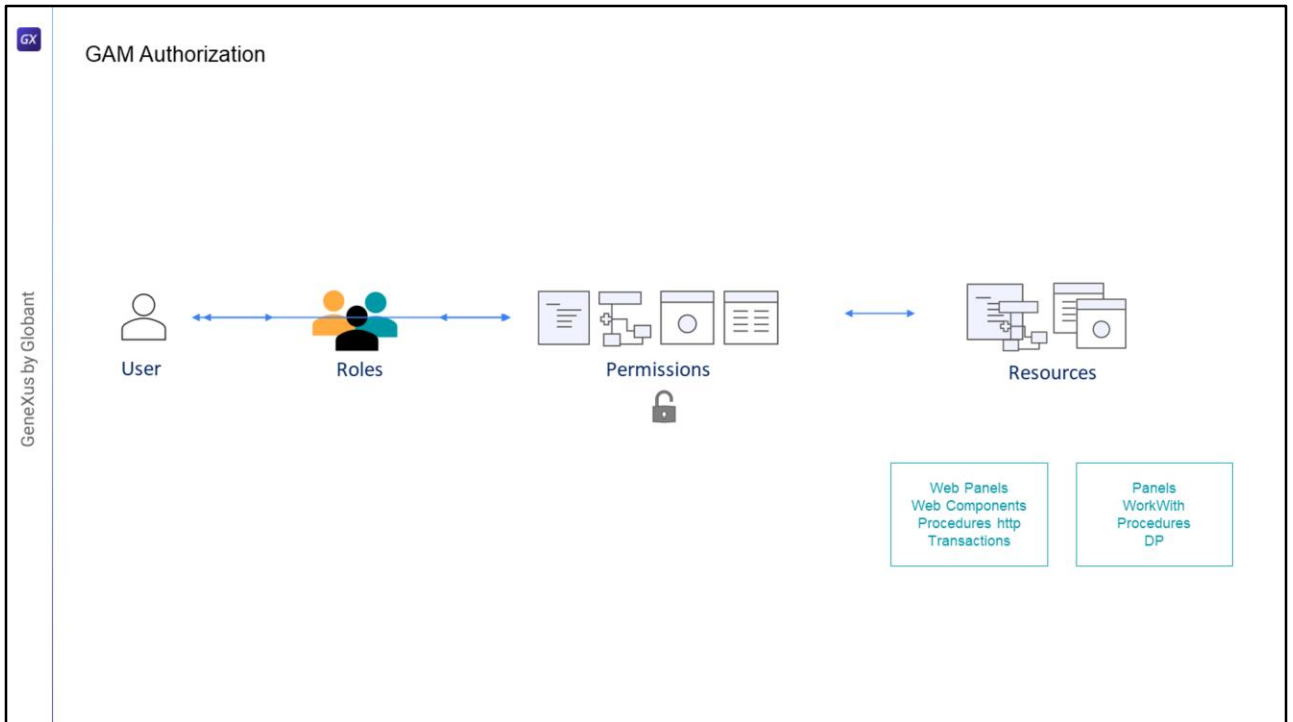 GX
GAM Authorization
GeneXus by Globant
User
Roles
Permissions
Resources
Web Panels
Web Components
Procedures http
Transactions
Panels
WorkWith
Procedures
DP